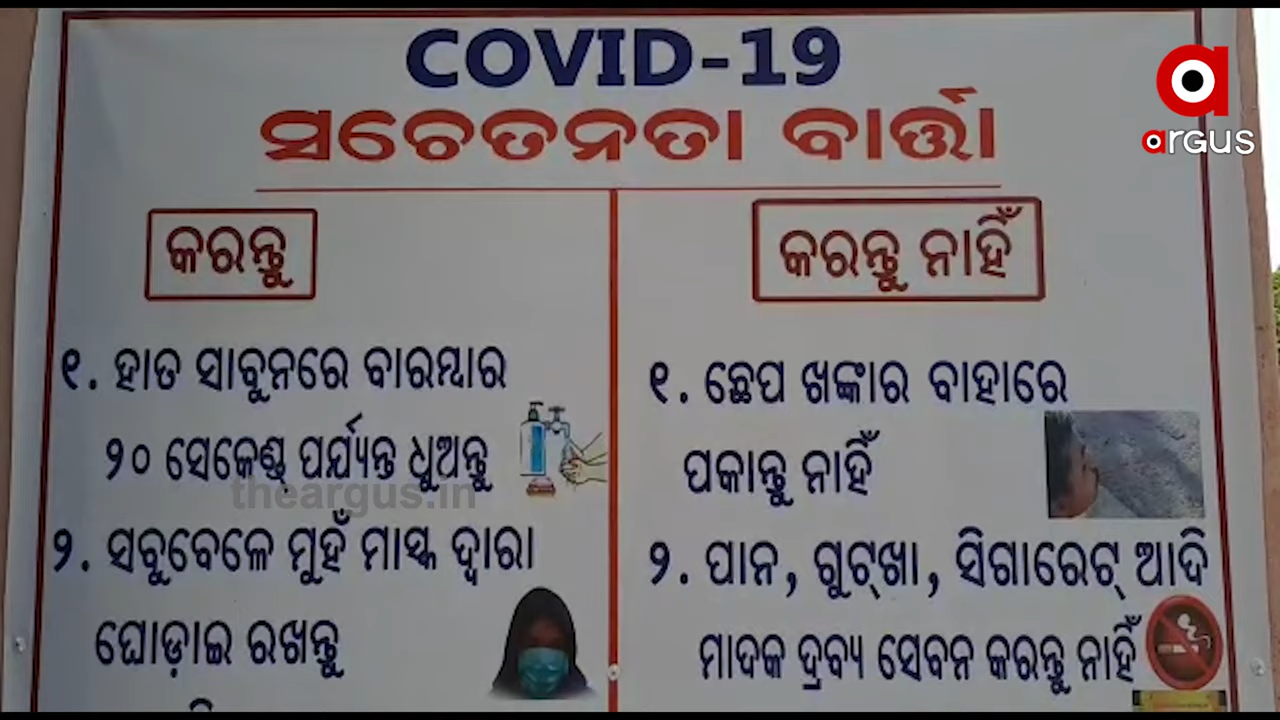 COVID-19
ସଚେତନତା ବାର୍ତ୍ତା
argus
କରନ୍ତୁ
୧. ହାତ ସାବୁନରେ ବାରମ୍ବାର
୨୦ ସେକେଣ୍ଡ୍ ପର୍ଯ୍ୟନ୍ତ ଧୁଅନ୍ତୁ
theargus.in
୨. ସବୁବେଳେ ମୁହଁ ମାସ୍କ ଦ୍ୱାରା
ଘୋଡ଼ାଇ ରଖନ୍ତୁ
କରନ୍ତୁ ନାହିଁ
୧. ଛେପ ଖଙ୍କାର ବାହାରେ
ପକାନ୍ତୁ ନାହିଁ
୨. ପାନ, ଗୁଟ୍‌ଖା, ସିଗାରେଟ୍ ଆଦି
ମାଦକ ଦ୍ରବ୍ୟ ସେବନ କରନ୍ତୁ ନାହିଁ